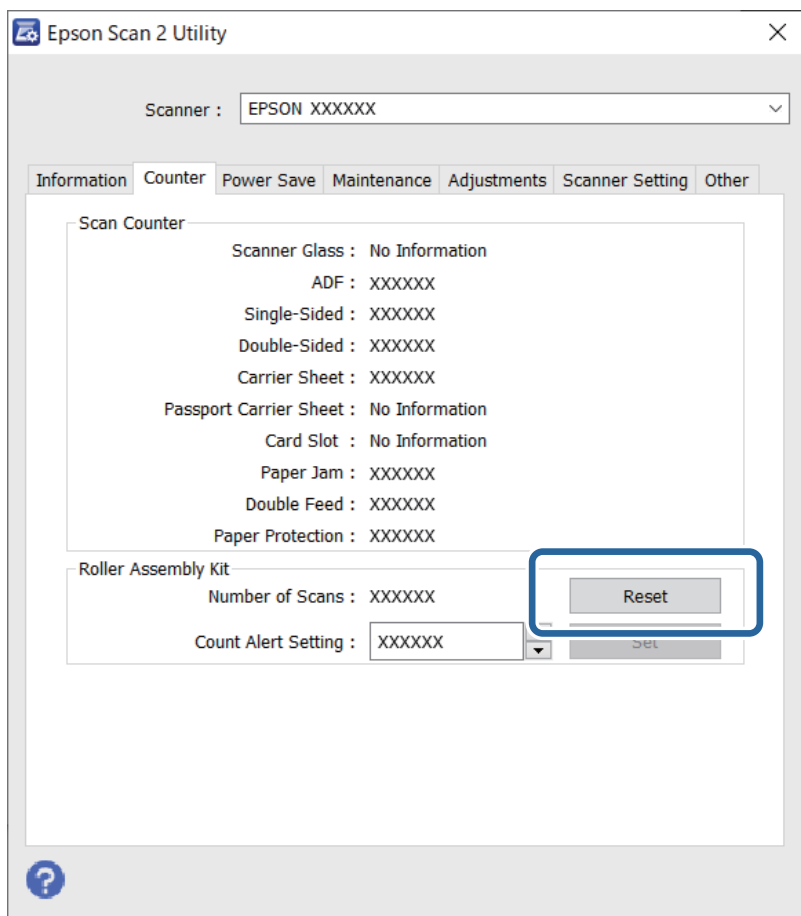 Epson Scan 2 Utility
Scanner : EPSON XXXXXX
Information Counter Power Save Maintenance Adjustments Scanner Setting Other
Scan Counter
Scanner Glass : No Information
ADF : XXXXXX
Single-Sided : XXXXXX
Double-Sided : XXXXXX
Carrier Sheet : XXXXXX
Passport Carrier Sheet : No Information
Card Slot : No Information
Paper Jam : XXXXXX
Double Feed : XXXXXX
Paper Protection : XXXXXX
Roller Assembly Kit
Number of Scans : XXXXXX Reset
Count Alert Setting : XXXXXX Set
?